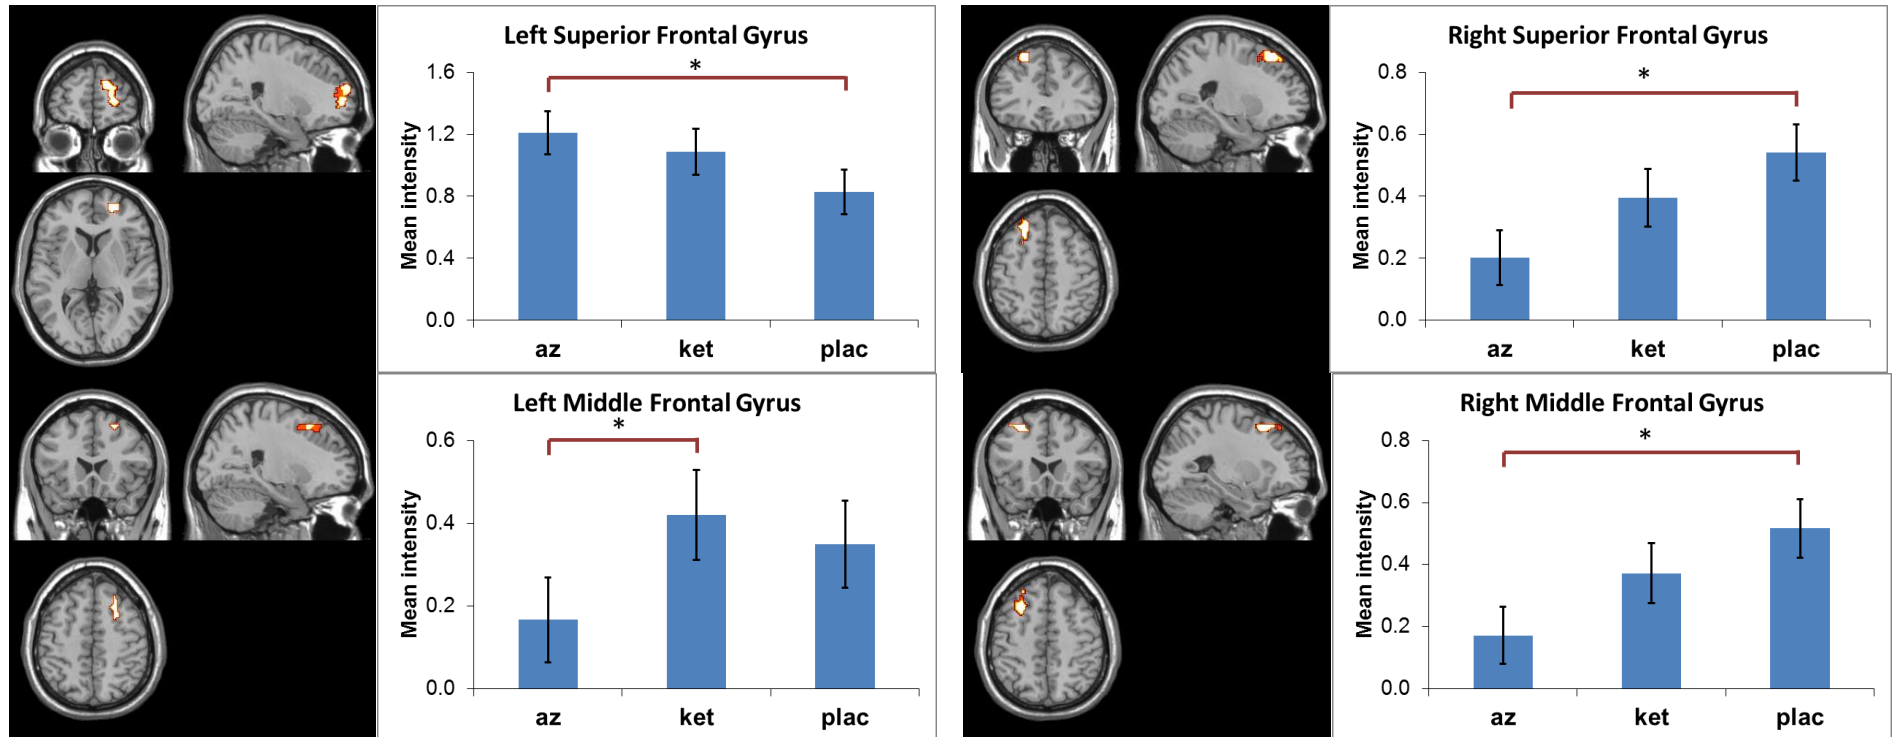 Left Superior Frontal Gyrus
*
1.6
1.2
0.8
0.4
0.0
Mean intensity
az ket plac
Right Superior Frontal Gyrus
*
0.8
0.6
0.4
0.2
0.0
Mean intensity
az ket plac
Left Middle Frontal Gyrus
*
0.6
0.4
0.2
0.0
Mean intensity
az ket plac
Right Middle Frontal Gyrus
*
0.8
0.6
0.4
0.2
0.0
Mean intensity
az ket plac